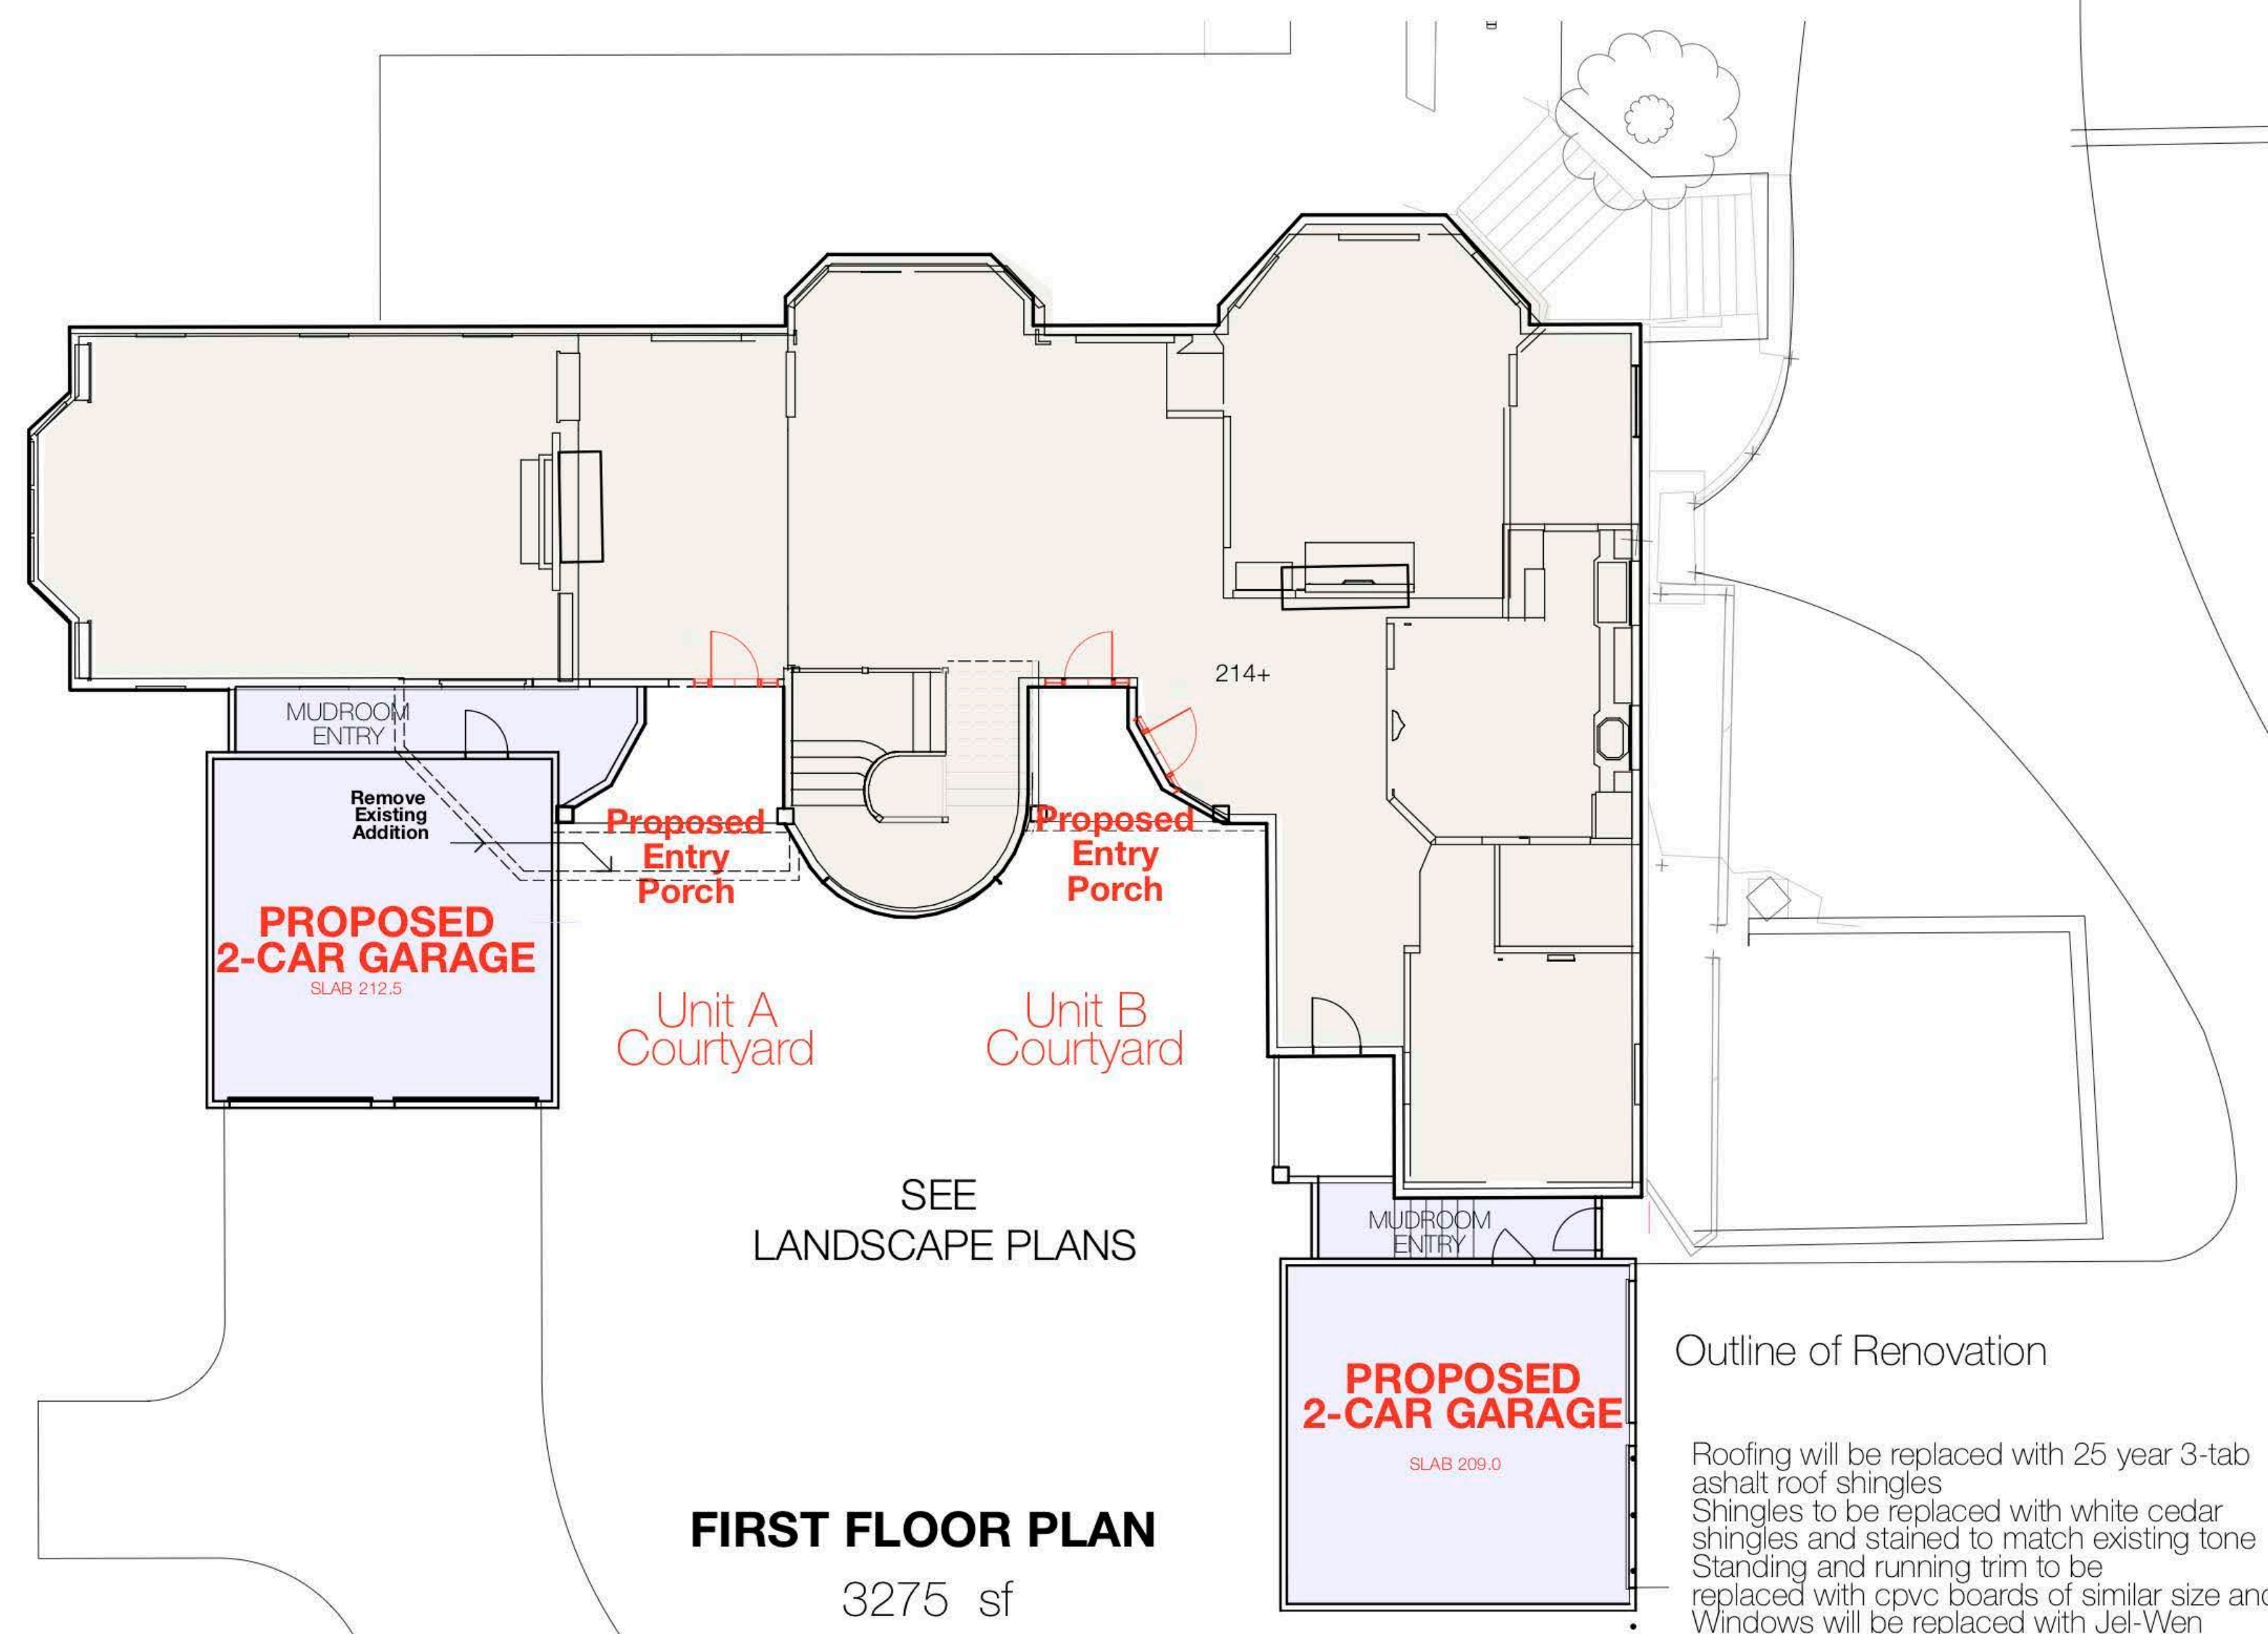 214+
MUDROOM
ENTRY
Remove
Existing
Addition
Proposed
Entry
Porch
Proposed
Entry
Porch
PROPOSED
2-CAR GARAGE
SLAB 212.5
Unit A
Courtyard
Unit B
Courtyard
SEE
LANDSCAPE PLANS
MUDROOM
ENTRY
PROPOSED
2-CAR GARAGE
SLAB 209.0
FIRST FLOOR PLAN
3275 sf
Outline of Renovation
Roofing will be replaced with 25 year 3-tab
ashalt roof shingles
Shingles to be replaced with white cedar
shingles and stained to match existing tone
Standing and running trim to be
replaced with cpvc boards of similar size and
Windows will be replaced with Jel-Wen